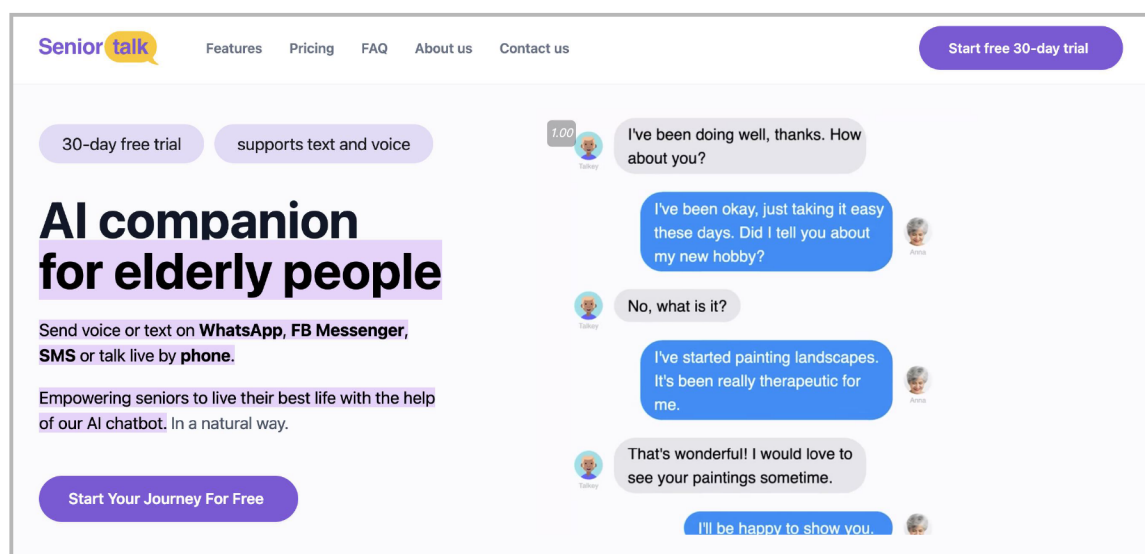 Senior talk
Features Pricing FAQ About us Contact us
Start free 30-day trial
30-day free trial
supports text and voice
AI companion
for elderly people
Send voice or text on WhatsApp, FB Messenger,
SMS or talk live by phone.
Empowering seniors to live their best life with the help
of our AI chatbot. In a natural way.
Start Your Journey For Free
1.00
I've been doing well, thanks. How
about you?
Talkey
I've been okay, just taking it easy
these days. Did I tell you about
my new hobby?
Anna
No, what is it?
Talkey
I've started painting landscapes.
It's been really therapeutic for
me.
Anna
That's wonderful! I would love to
see your paintings sometime.
Talkey
I'll be happy to show you.